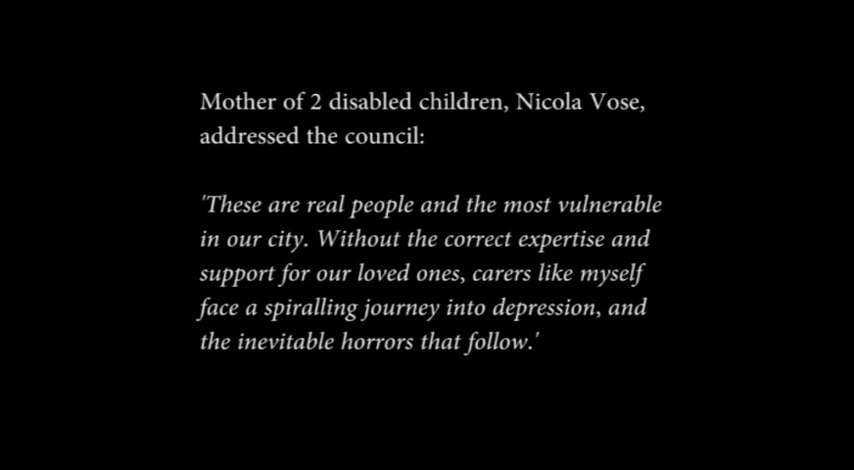 Mother of 2 disabled children, Nicola Vose,
addressed the council:
'These are real people and the most vulnerable
in our city. Without the correct expertise and
support for our loved ones, carers like myself
face a spiralling journey into depression, and
the inevitable horrors that follow.'